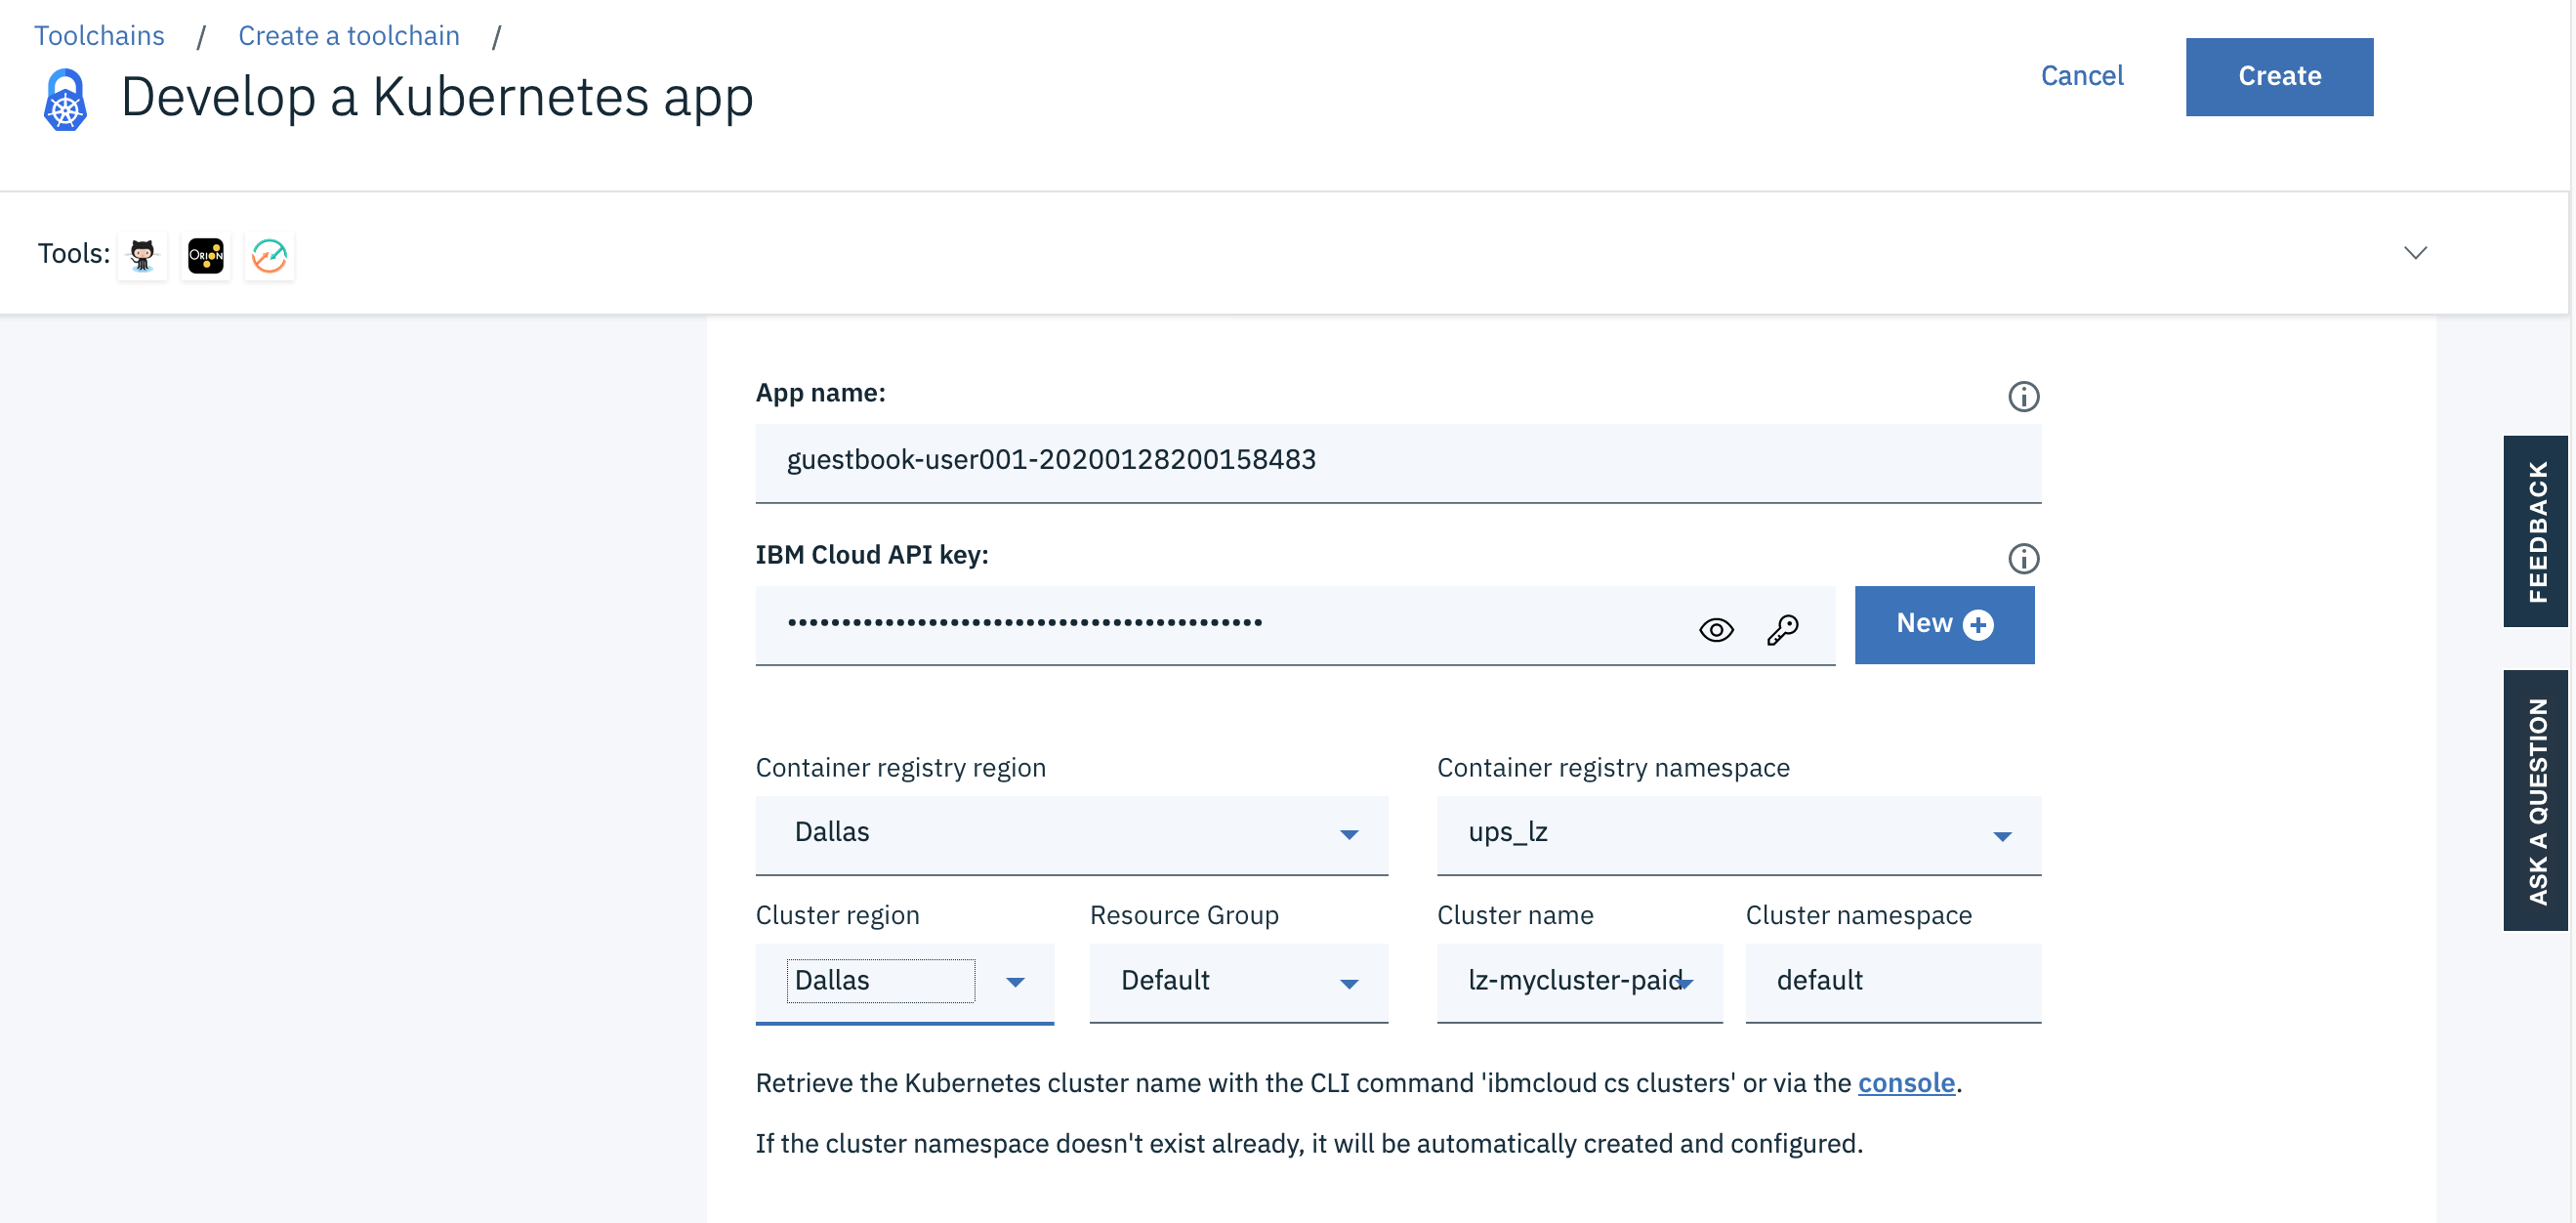 Toolchains / Create a toolchain /
Develop a Kubernetes app
Cancel
Create
Tools:
ORION
App name:
guestbook-user001-20200128200158483
IBM Cloud API key:
••••••••••••••••••••••••••••••••••••••••••••
New
Container registry region
Container registry namespace
Dallas
ups_lz
Cluster region
Resource Group
Cluster name
Cluster namespace
Dallas
Default
lz-mycluster-paid
default
Retrieve the Kubernetes cluster name with the CLI command 'ibmcloud cs clusters' or via the console.
If the cluster namespace doesn't exist already, it will be automatically created and configured.
FEEDBACK
ASK A QUESTION